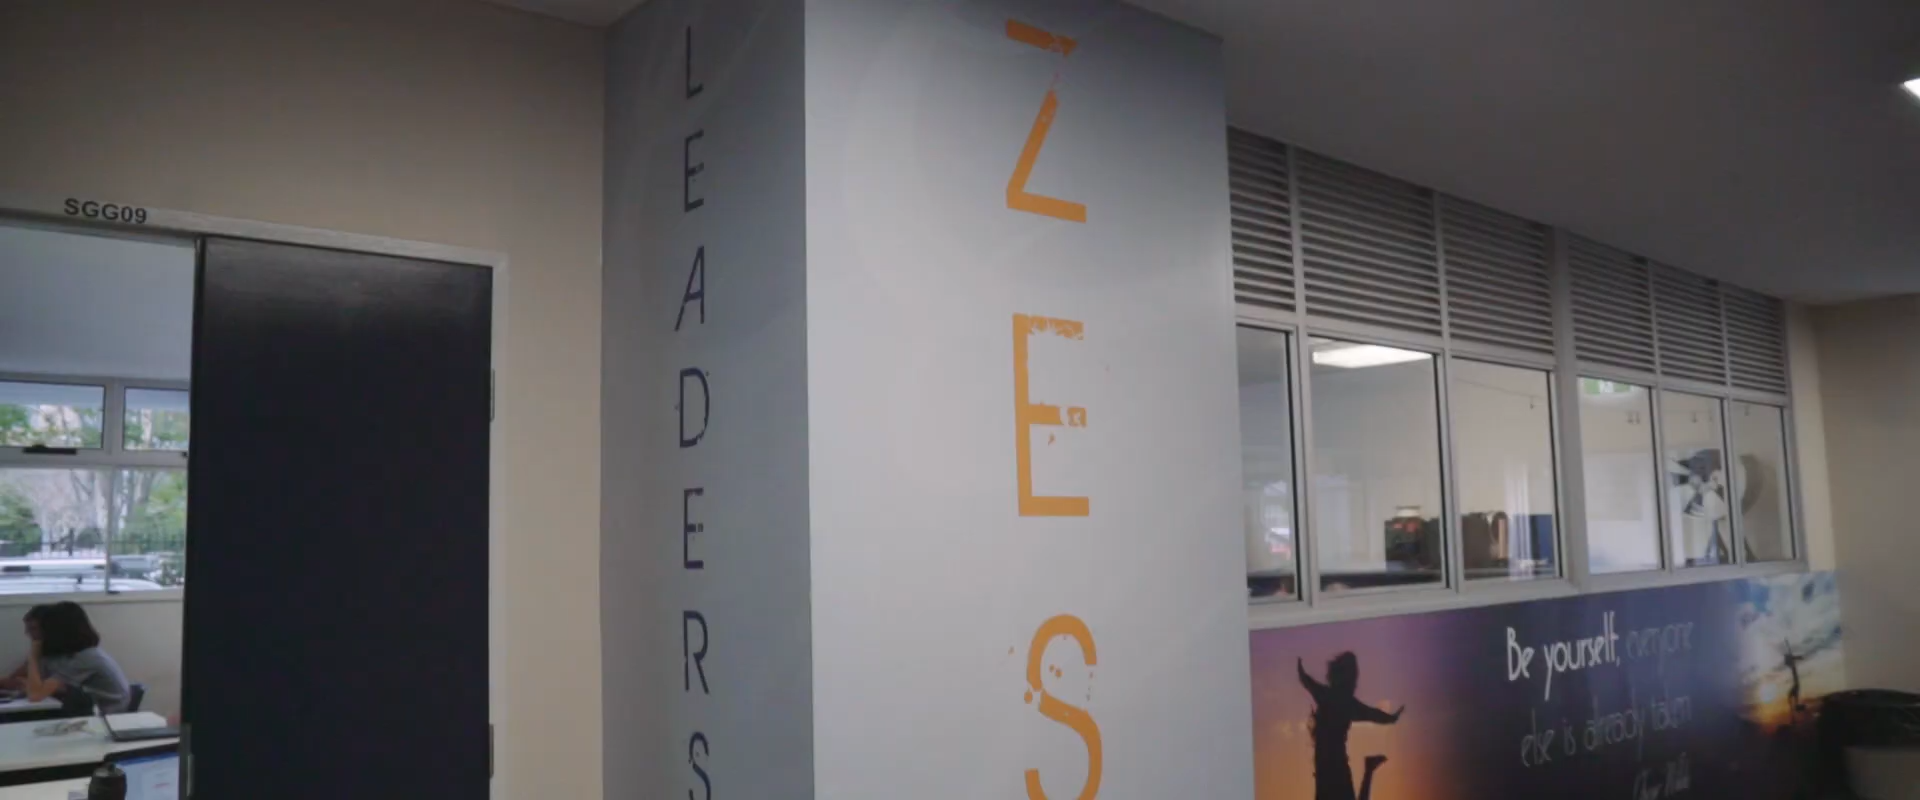 SGG09
LEADERS
ZES
Be yourself, everyone
else is already taken